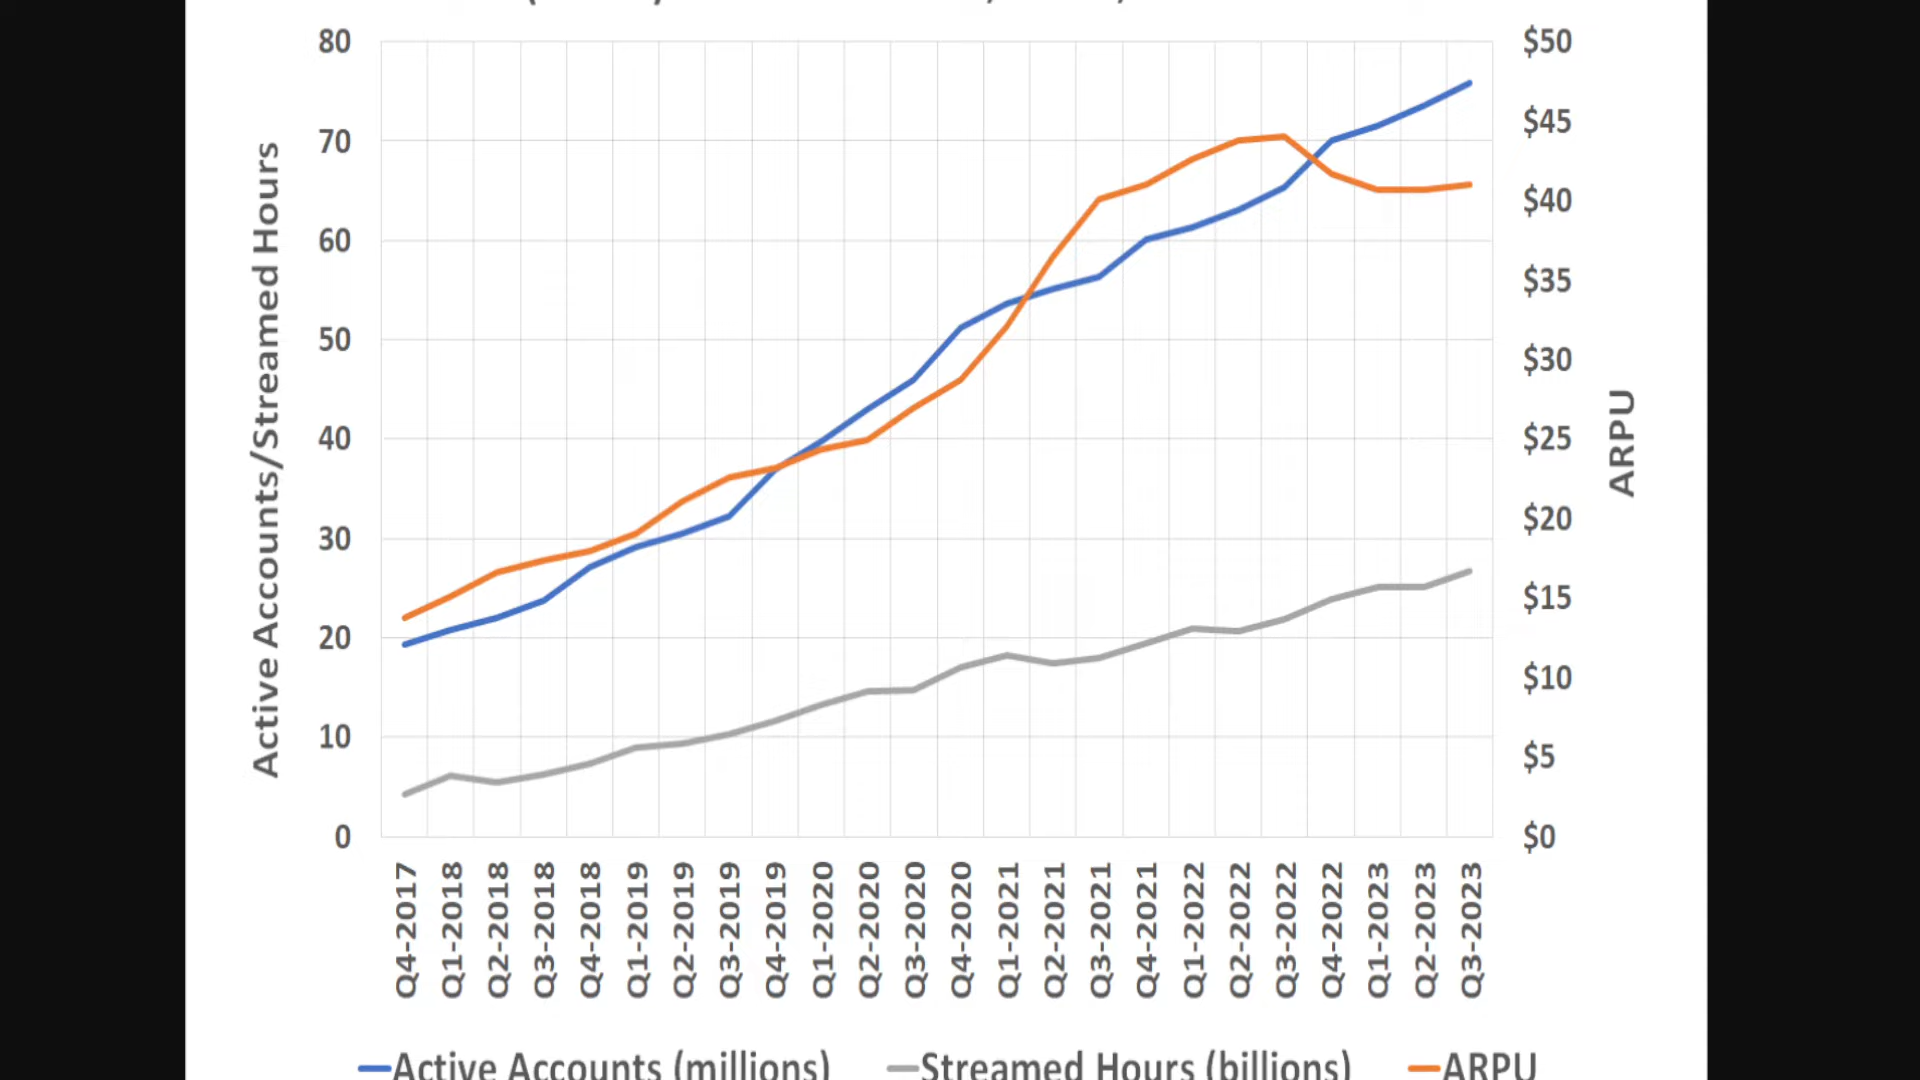 80
70
60
50
40
30
20
10
0
Active Accounts/Streamed Hours
$50
$45
$40
$35
$30
$25
$20
$15
$10
$5
$0
ARPU
Q4-2017
Q1-2018
Q2-2018
Q3-2018
Q4-2018
Q1-2019
Q2-2019
Q3-2019
Q4-2019
Q1-2020
Q2-2020
Q3-2020
Q4-2020
Q1-2021
Q2-2021
Q3-2021
Q4-2021
Q1-2022
Q2-2022
Q3-2022
Q4-2022
Q1-2023
Q2-2023
Q3-2023
Active Accounts (millions) Streamed Hours (billions) ARPU